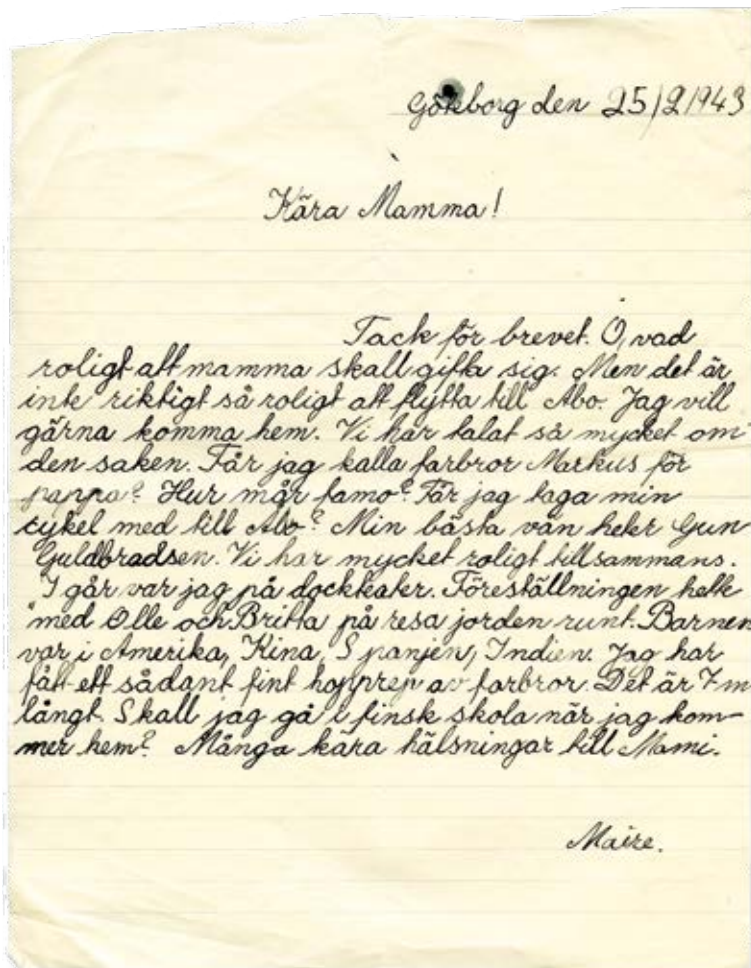 Göteborg den 25/2 1943
Kära Mamma!
Tack för brevet. O, vad
roligt att mamma skall gifta sig. Men det är
inte riktigt så roligt att flytta till Åbo. Jag vill
gärna komma hem. Vi har talat så mycket om
den saken. Får jag kalla farbror Markus för
pappa? Hur mår famo? Får jag taga min
cykel med till Åbo? Min bästa vän heter Gun
Guldbradsen. Vi har mycket roligt tillsammans.
I går var jag på dockteater. Föreställningen hette
"med Olle och Britta på resa jorden runt. Barnen
var i Amerika, Kina, Spanjen, Indien. Jag har
fått ett sådant fint hopprep av farbror. Det är 7 m
långt. Skall jag gå i finsk skola när jag kom-
mer hem? Många kära hälsningar till Mami.
Maire.